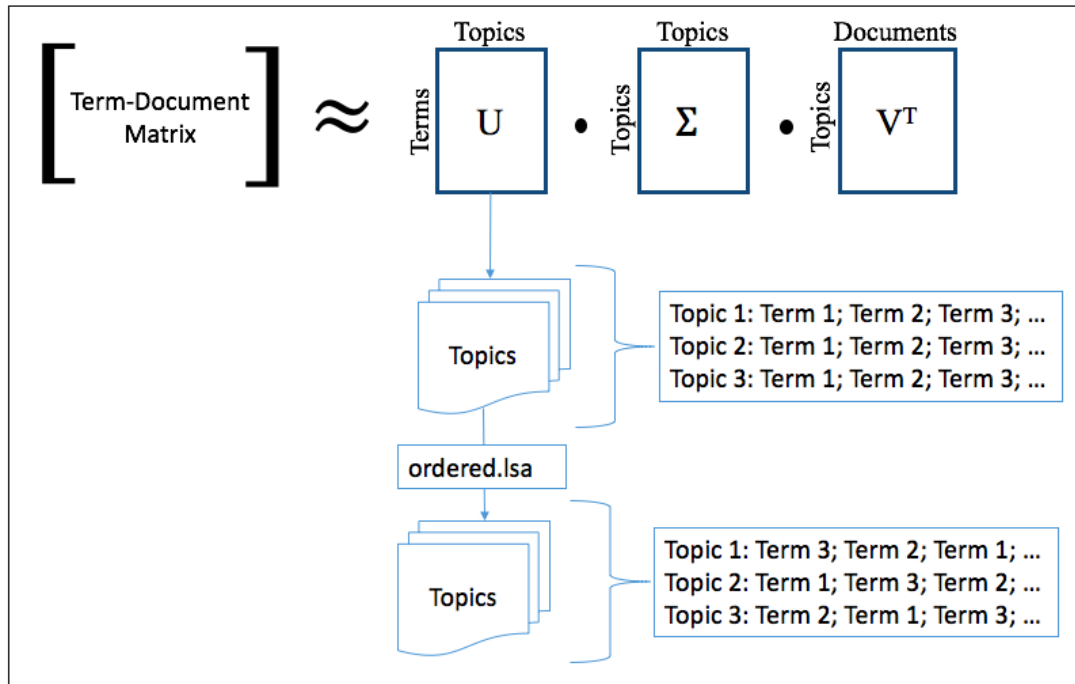 Topics
Topics
Documents
Term-Document
Matrix
≈
Terms
U
•
Topics
Σ
•
Topics
Vᵀ
Topics
Topic 1: Term 1; Term 2; Term 3; ...
Topic 2: Term 1; Term 2; Term 3; ...
Topic 3: Term 1; Term 2; Term 3; ...
ordered.lsa
Topics
Topic 1: Term 3; Term 2; Term 1; ...
Topic 2: Term 1; Term 3; Term 2; ...
Topic 3: Term 2; Term 1; Term 3; ...